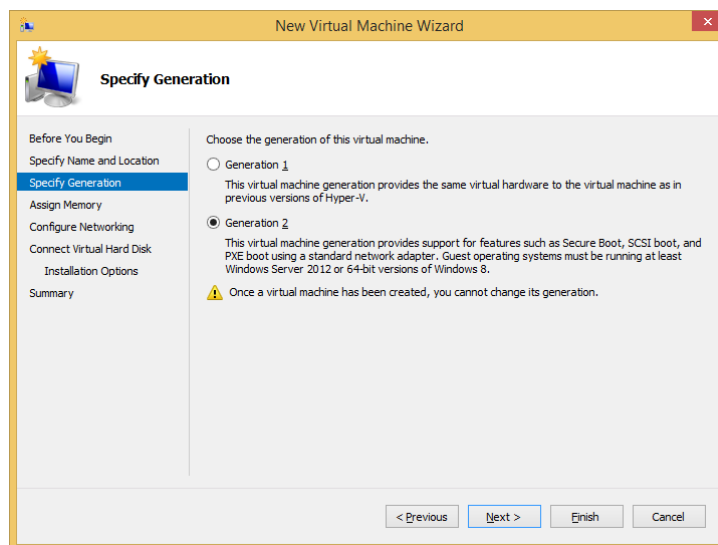 New Virtual Machine Wizard
Specify Generation
Before You Begin
Specify Name and Location
Specify Generation
Assign Memory
Configure Networking
Connect Virtual Hard Disk
Installation Options
Summary
Choose the generation of this virtual machine.
Generation 1
This virtual machine generation provides the same virtual hardware to the virtual machine as in
previous versions of Hyper-V.
Generation 2
This virtual machine generation provides support for features such as Secure Boot, SCSI boot, and
PXE boot using a standard network adapter. Guest operating systems must be running at least
Windows Server 2012 or 64-bit versions of Windows 8.
Once a virtual machine has been created, you cannot change its generation.
< Previous
Next >
Finish
Cancel